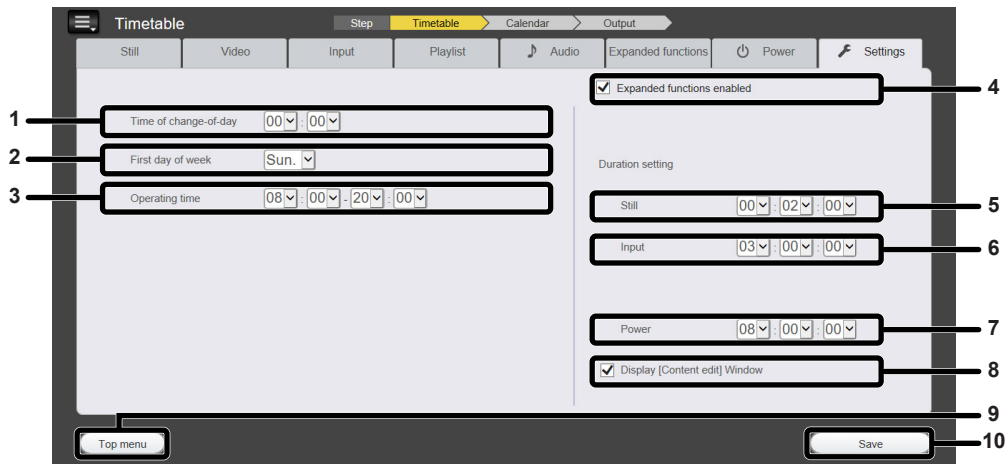 Timetable
Step Timetable Calendar Output
Still Video Input Playlist Audio Expanded functions Power Settings
Expanded functions enabled 4
1 Time of change-of-day 00 : 00
2 First day of week Sun.
Duration setting
3 Operating time 08 : 00 - 20 : 00
Still 00 : 02 : 00 5
Input 03 : 00 : 00 6
Power 08 : 00 : 00 7
Display [Content edit] Window 8
9
Top menu Save 10